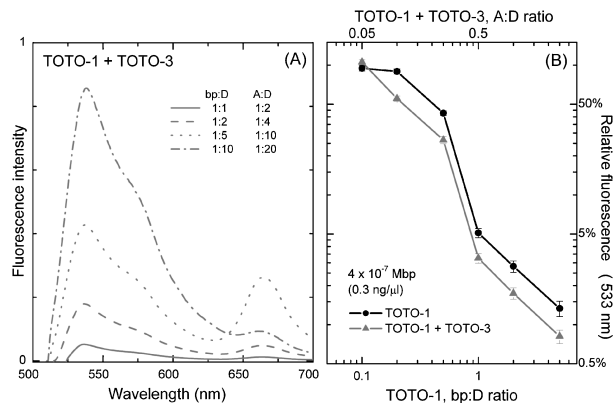 TOTO-1 + TOTO-3 (A)
bp:D A:D
1:1 1:2
1:2 1:4
1:5 1:10
1:10 1:20
Fluorescence intensity
1
0
500 550 600 650 700
Wavelength (nm)
TOTO-1 + TOTO-3, A:D ratio
0.05 0.5
(B)
50%
5%
0.5%
Relative fluorescence (533 nm)
4 x 10⁻⁷ Mbp
(0.3 ng/µl)
TOTO-1
TOTO-1 + TOTO-3
0.1 1
TOTO-1, bp:D ratio